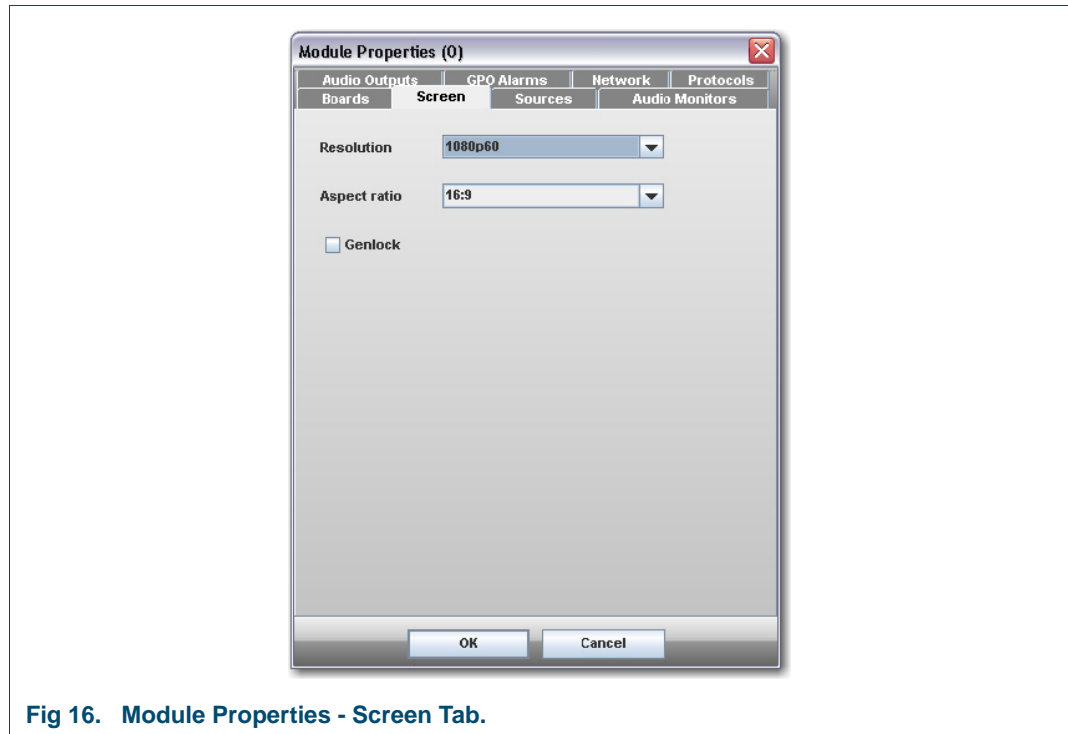 Module Properties (0)
Audio Outputs GPO Alarms Network Protocols
Boards Screen Sources Audio Monitors
Resolution 1080p60
Aspect ratio 16:9
Genlock
OK Cancel
Fig 16. Module Properties - Screen Tab.